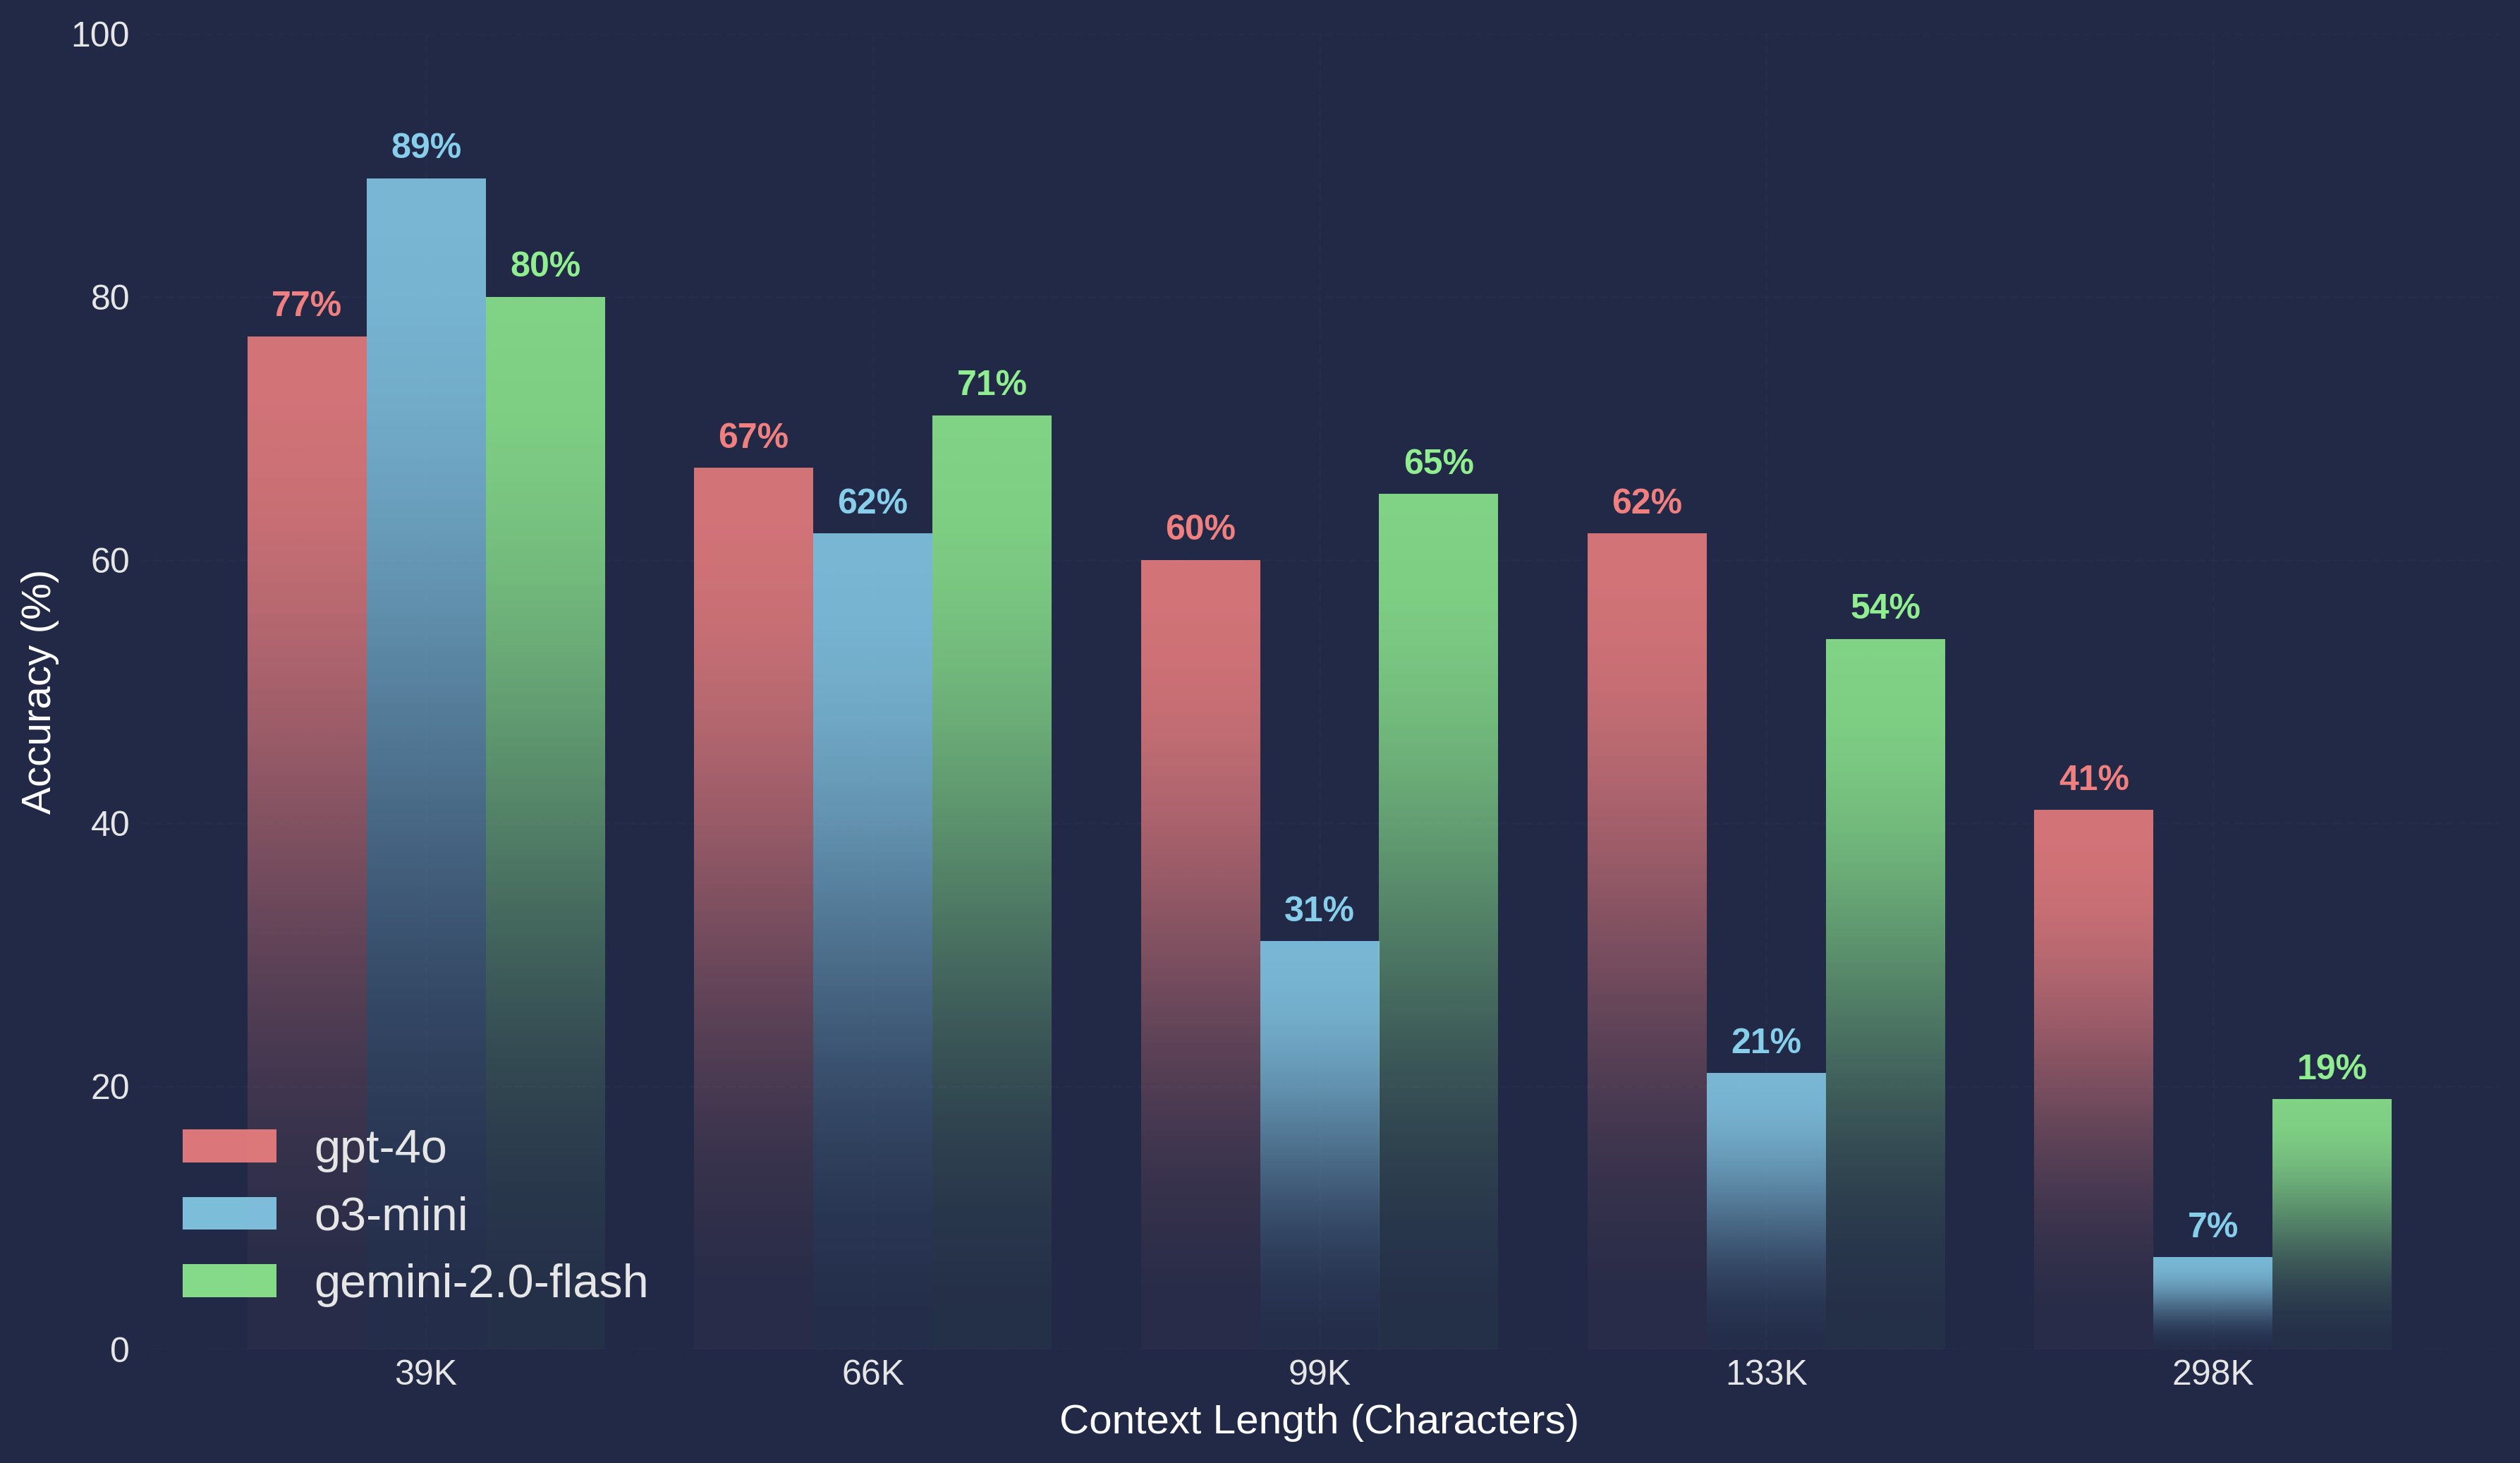 100
80
60
40
20
0
Accuracy (%)
77%
89%
80%
67%
62%
71%
60%
31%
65%
62%
21%
54%
41%
7%
19%
gpt-4o
o3-mini
gemini-2.0-flash
39K
66K
99K
133K
298K
Context Length (Characters)